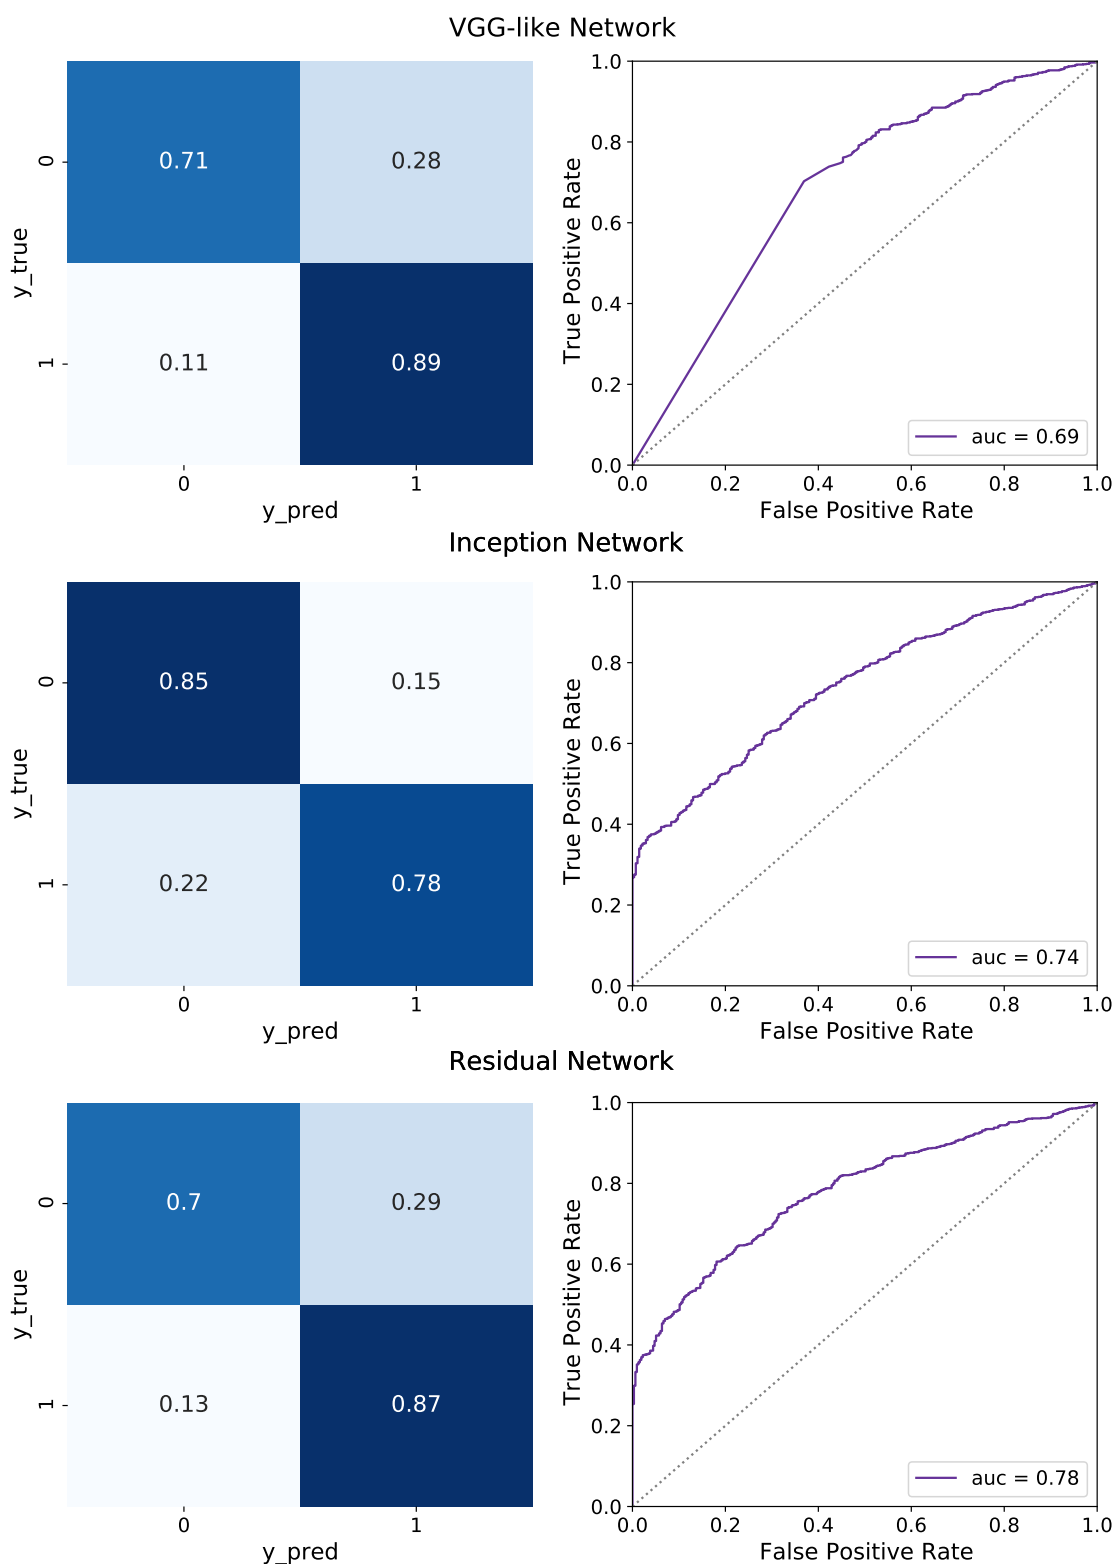 VGG-like Network
0
0.71
0.28
y_true
1
0.11
0.89
0
1
y_pred
1.0
0.8
0.6
0.4
0.2
0.0
True Positive Rate
auc = 0.69
0.0 0.2 0.4 0.6 0.8 1.0
False Positive Rate
Inception Network
0
0.85
0.15
y_true
1
0.22
0.78
0
1
y_pred
1.0
0.8
0.6
0.4
0.2
0.0
True Positive Rate
auc = 0.74
0.0 0.2 0.4 0.6 0.8 1.0
False Positive Rate
Residual Network
0
0.7
0.29
y_true
1
0.13
0.87
0
1
y_pred
1.0
0.8
0.6
0.4
0.2
0.0
True Positive Rate
auc = 0.78
0.0 0.2 0.4 0.6 0.8 1.0
False Positive Rate